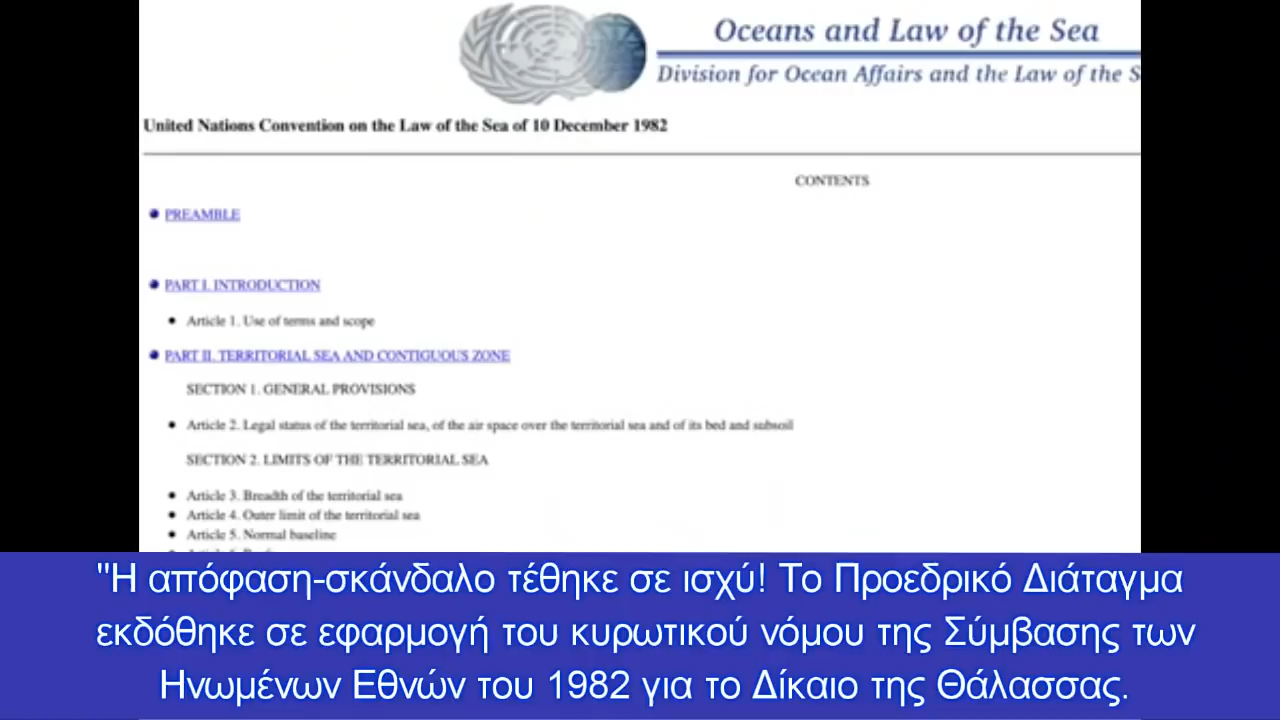 Oceans and Law of the Sea
Division for Ocean Affairs and the Law of the S
United Nations Convention on the Law of the Sea of 10 December 1982
CONTENTS
PREAMBLE
PART I. INTRODUCTION
Article 1. Use of terms and scope
PART II. TERRITORIAL SEA AND CONTIGUOUS ZONE
SECTION 1. GENERAL PROVISIONS
Article 2. Legal status of the territorial sea, of the air space over the territorial sea and of its bed and subsoil
SECTION 2. LIMITS OF THE TERRITORIAL SEA
Article 3. Breadth of the territorial sea
Article 4. Outer limit of the territorial sea
Article 5. Normal baseline
"Η απόφαση-σκάνδαλο τέθηκε σε ισχύ! Το Προεδρικό Διάταγμα
εκδόθηκε σε εφαρμογή του κυρωτικού νόμου της Σύμβασης των
Ηνωμένων Εθνών του 1982 για το Δίκαιο της Θάλασσας.